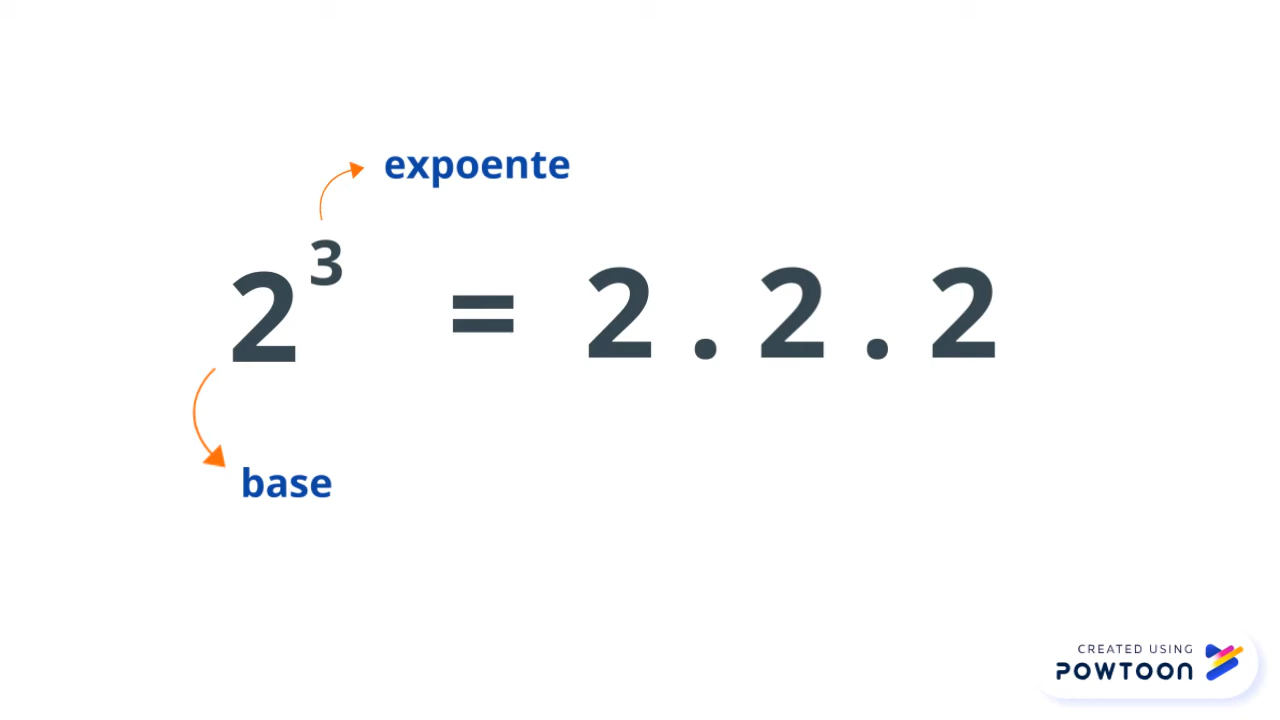 expoente
2³ = 2 . 2 . 2
base
CREATED USING
POWTOON